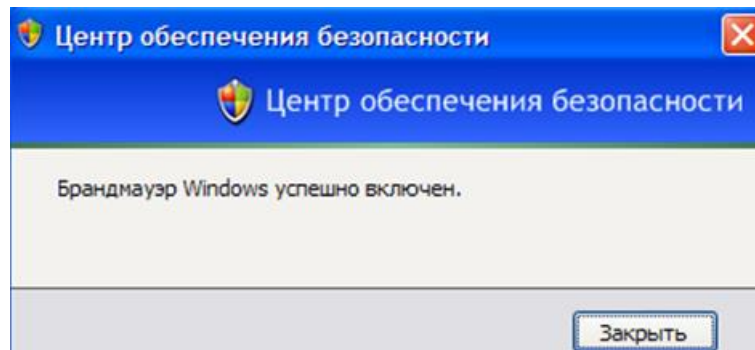 Центр обеспечения безопасности
Центр обеспечения безопасности
Брандмауэр Windows успешно включен.
Закрыть